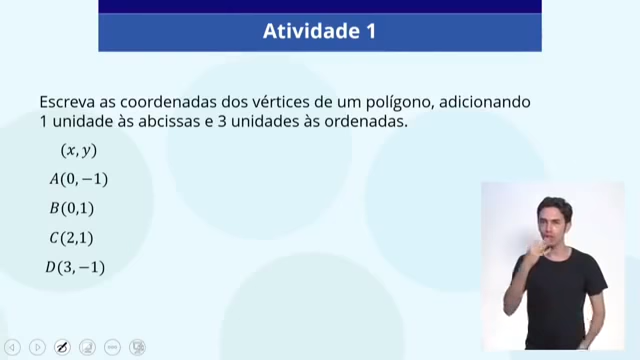 Atividade 1
Escreva as coordenadas dos vértices de um polígono, adicionando
1 unidade às abcissas e 3 unidades às ordenadas.
(x, y)
A(0, −1)
B(0,1)
C(2,1)
D(3, −1)